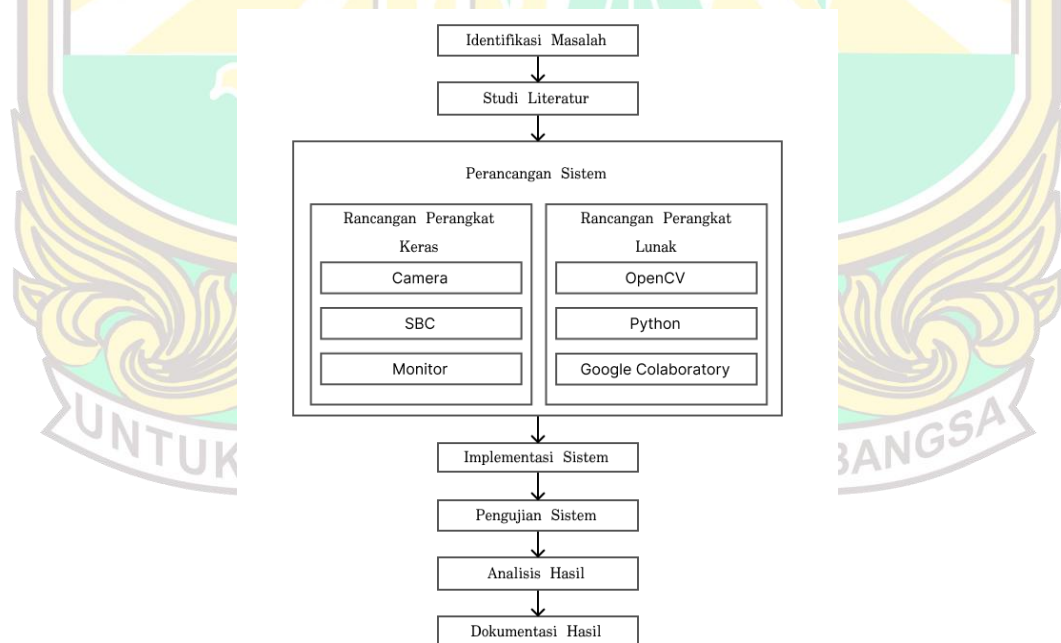 Identifikasi Masalah
Studi Literatur
Perancangan Sistem
Rancangan Perangkat
Keras
Camera
SBC
Monitor
Rancangan Perangkat
Lunak
OpenCV
Python
Google Colaboratory
UNTUK
BANGSA
Implementasi Sistem
Pengujian Sistem
Analisis Hasil
Dokumentasi Hasil